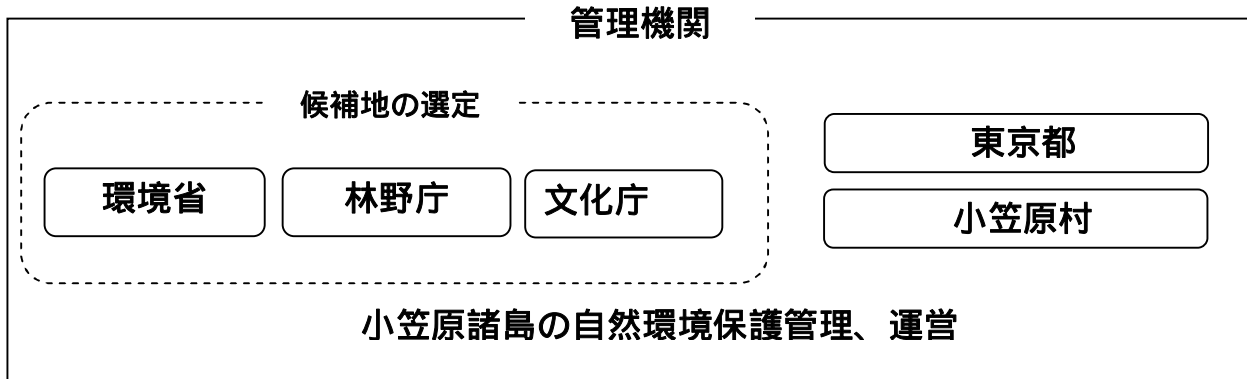 管理機関
候補地の選定
環境省
林野庁
文化庁
東京都
小笠原村
小笠原諸島の自然環境保護管理、運営